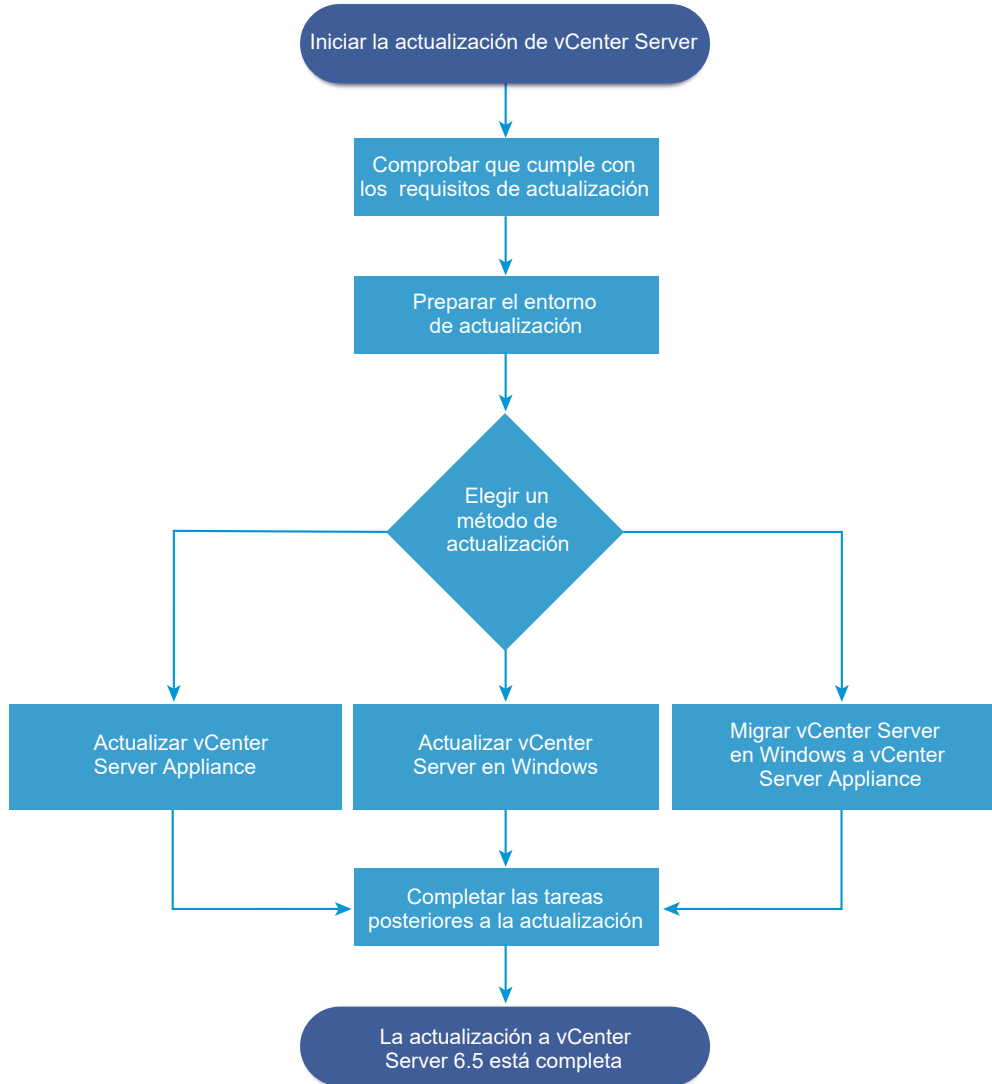 Iniciar la actualización de vCenter Server
Comprobar que cumple con
los requisitos de actualización
Preparar el entorno
de actualización
Elegir un
método de
actualización
Actualizar vCenter
Server Appliance
Actualizar vCenter
Server en Windows
Migrar vCenter Server
en Windows a vCenter
Server Appliance
Completar las tareas
posteriores a la actualización
La actualización a vCenter
Server 6.5 está completa